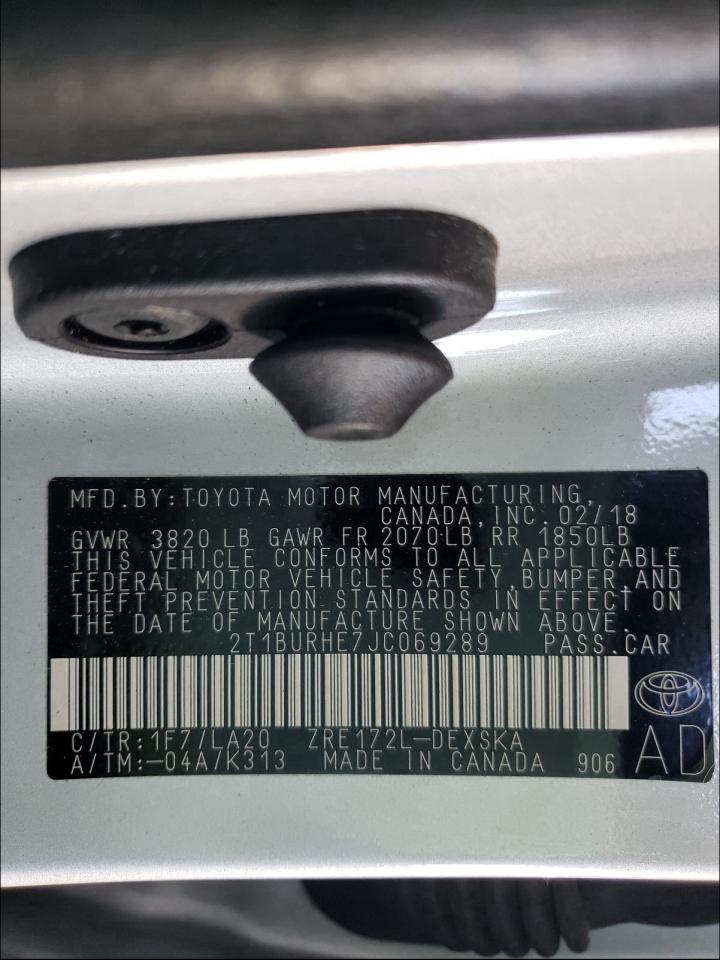 MFD.BY:TOYOTA MOTOR MANUFACTURING,
CANADA,INC.02/18
GVWR 3820 LB GAWR FR 2070LB RR 1850LB
THIS VEHICLE CONFORMS TO ALL APPLICABLE
FEDERAL MOTOR VEHICLE SAFETY,BUMPER,AND
THEFT PREVENTION STANDARDS IN EFFECT ON
THE DATE OF MANUFACTURE SHOWN ABOVE.
2T1BURHE7JC069289 PASS.CAR
C/TR:1F7/LA20 ZRE172L-DEXSKA
A/TM:-04A/K313 MADE IN CANADA 906
AD